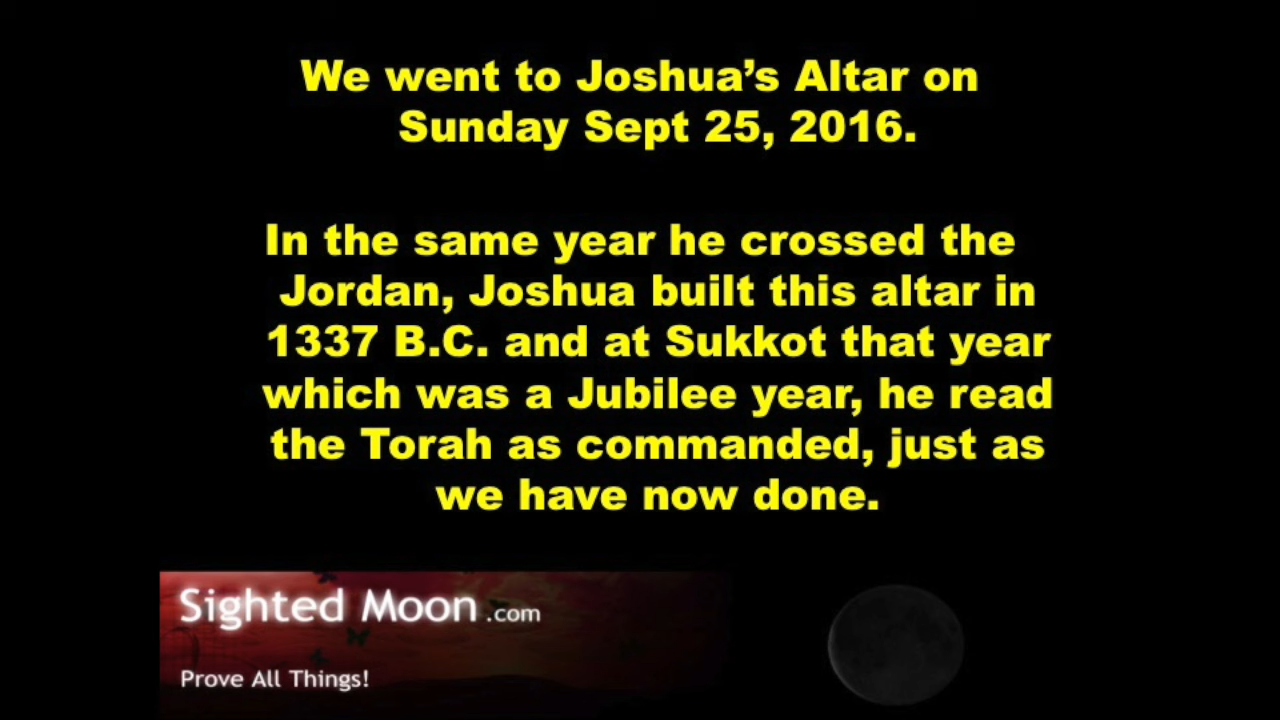 We went to Joshua’s Altar on
Sunday Sept 25, 2016.
In the same year he crossed the
Jordan, Joshua built this altar in
1337 B.C. and at Sukkot that year
which was a Jubilee year, he read
the Torah as commanded, just as
we have now done.
Sighted Moon .com
Prove All Things!